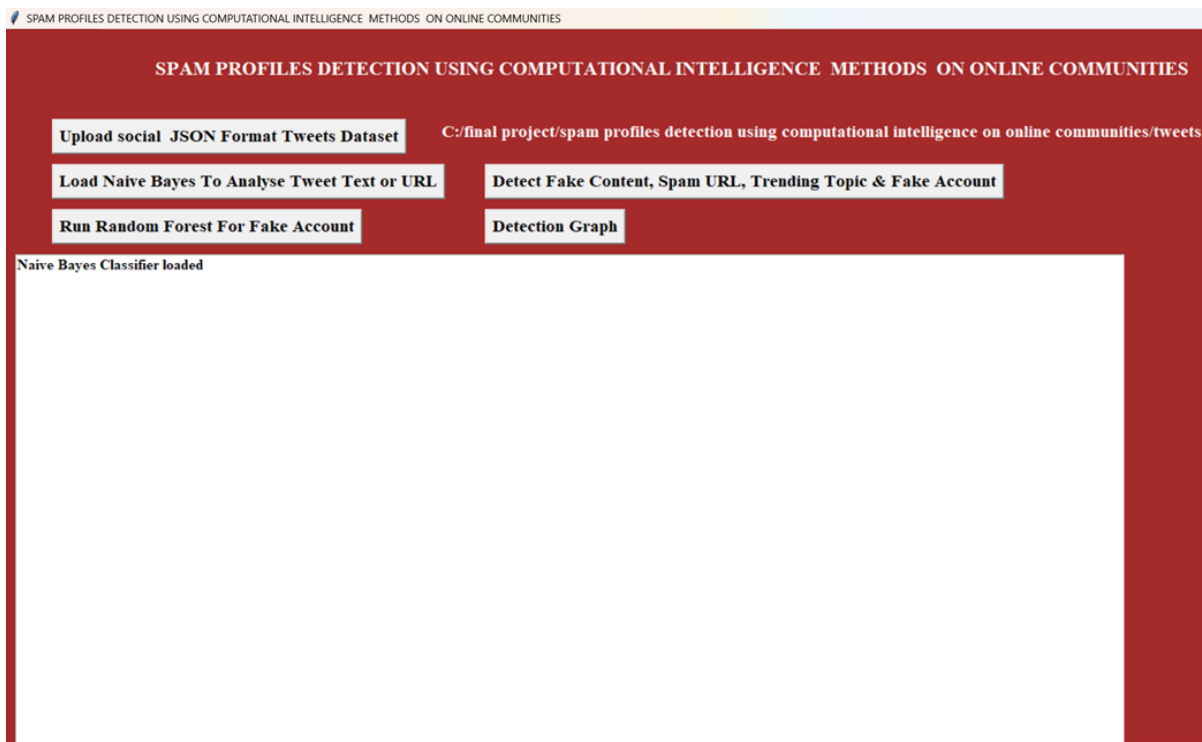 SPAM PROFILES DETECTION USING COMPUTATIONAL INTELLIGENCE  METHODS  ON ONLINE COMMUNITIES
SPAM PROFILES DETECTION USING COMPUTATIONAL INTELLIGENCE  METHODS  ON ONLINE COMMUNITIES
Upload social  JSON Format Tweets Dataset
C:/final project/spam profiles detection using computational intelligence on online communities/tweets
Load Naive Bayes To Analyse Tweet Text or URL
Detect Fake Content, Spam URL, Trending Topic & Fake Account
Run Random Forest For Fake Account
Detection Graph
Naive Bayes Classifier loaded